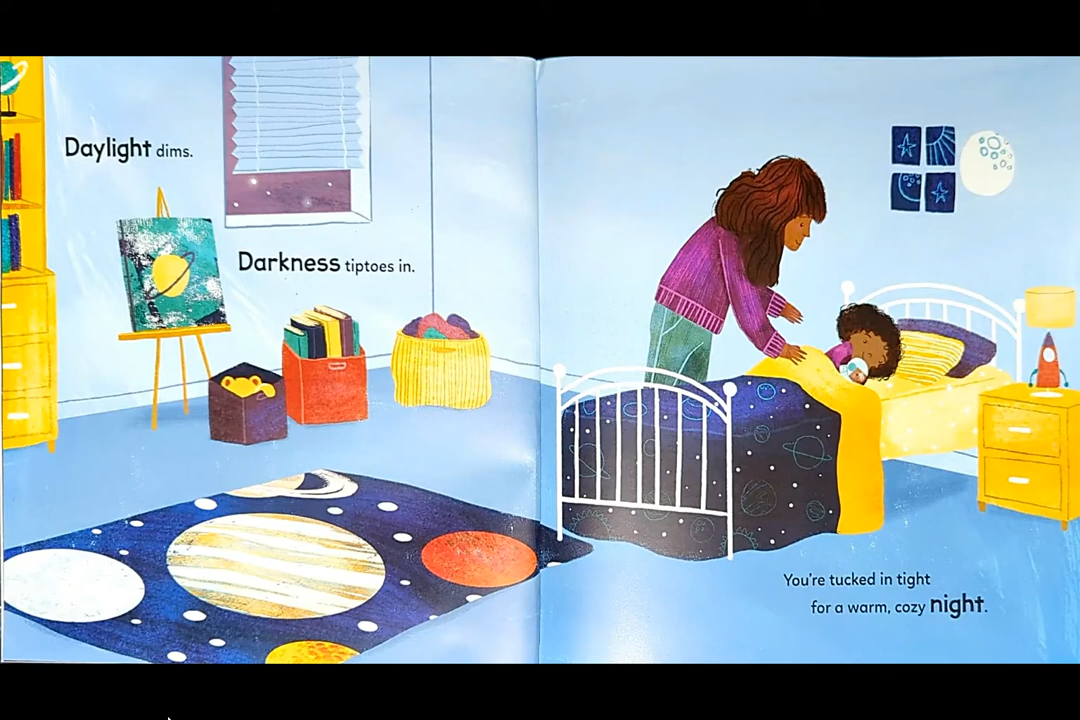 Daylight dims.
Darkness tiptoes in.
You're tucked in tight
for a warm, cozy night.